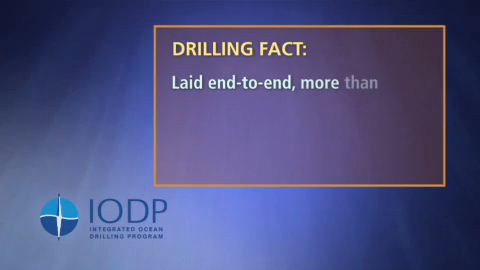 DRILLING FACT:
Laid end-to-end, more than
IODP
INTEGRATED OCEAN
DRILLING PROGRAM